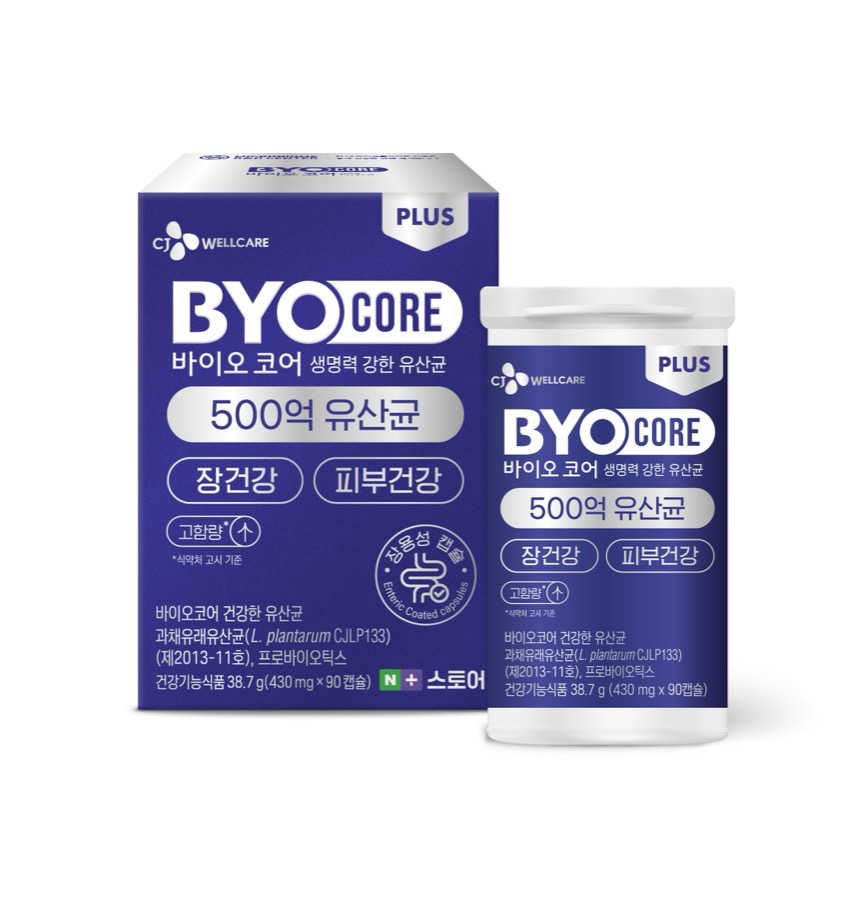 BYOCORE
PLUS
CJ WELLCARE
BYO CORE
바이오 코어 생명력 강한 유산균
500억 유산균
장건강 피부건강
고함량*
*식약처 고시 기준
장용성 캡슐
Enteric Coated capsules
바이오코어 건강한 유산균
과채유래유산균(L. plantarum CJLP133)
(제2013-11호), 프로바이오틱스
건강기능식품 38.7 g(430 mg × 90캡슐)
N+ 스토어
PLUS
CJ WELLCARE
BYO CORE
바이오 코어 생명력 강한 유산균
500억 유산균
장건강 피부건강
고함량*
*식약처 고시 기준
바이오코어 건강한 유산균
과채유래유산균(L. plantarum CJLP133)
(제2013-11호), 프로바이오틱스
건강기능식품 38.7 g (430 mg × 90캡슐)